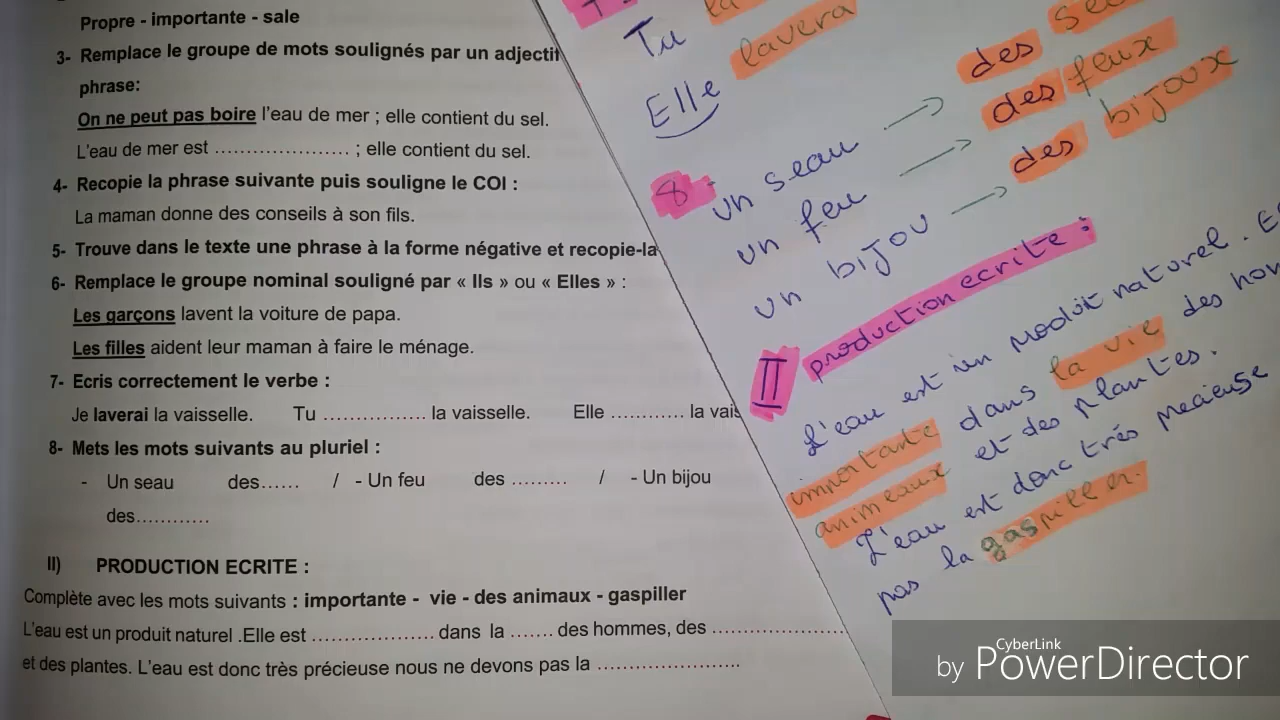 Propre - importante - sale
3- Remplace le groupe de mots soulignés par un adjectif
phrase:
On ne peut pas boire l'eau de mer ; elle contient du sel.
L'eau de mer est ………………… ; elle contient du sel.
4- Recopie la phrase suivante puis souligne le COI :
La maman donne des conseils à son fils.
5- Trouve dans le texte une phrase à la forme négative et recopie-la
6- Remplace le groupe nominal souligné par « Ils » ou « Elles » :
Les garçons lavent la voiture de papa.
Les filles aident leur maman à faire le ménage.
7- Ecris correctement le verbe :
Je laverai la vaisselle. Tu …………… la vaisselle. Elle ………… la vais
8- Mets les mots suivants au pluriel :
- Un seau des…… / - Un feu des ……… / - Un bijou
des…………
II) PRODUCTION ECRITE :
Complète avec les mots suivants : importante - vie - des animaux - gaspiller
L'eau est un produit naturel .Elle est ……………… dans la ……. des hommes, des ………………
et des plantes. L'eau est donc très précieuse nous ne devons pas la …………………
Tu la
Elle lavera
8 un seau → des
un feu → des feux
un bijou → des bijoux
II production ecrite :
L'eau est un produit naturel.
importante dans la vie des
animeaux et des plantes.
L'eau est donc trés precieuse
pas la gaspiller.
CyberLink
by PowerDirector